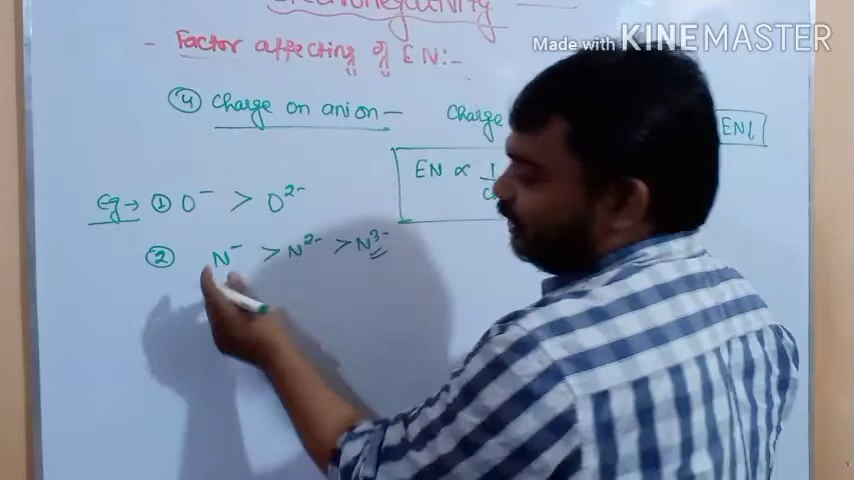 Electronegativity
Made with KINEMASTER
- Factor affecting of EN:-
④ Charge on anion - Charge EN↓
EN ∝ 1
Eg → ① O⁻ > O²⁻
② N⁻ > N²⁻ > N³⁻